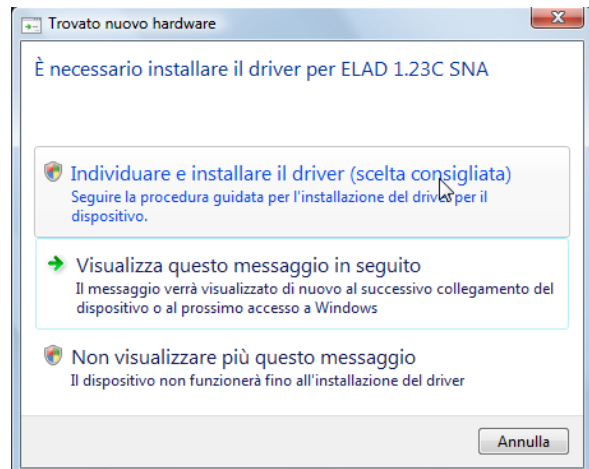 Trovato nuovo hardware
È necessario installare il driver per ELAD 1.23C SNA
Individuare e installare il driver (scelta consigliata)
Seguire la procedura guidata per l'installazione del driver per il
dispositivo.
Visualizza questo messaggio in seguito
Il messaggio verrà visualizzato di nuovo al successivo collegamento del
dispositivo o al prossimo accesso a Windows
Non visualizzare più questo messaggio
Il dispositivo non funzionerà fino all'installazione del driver
Annulla